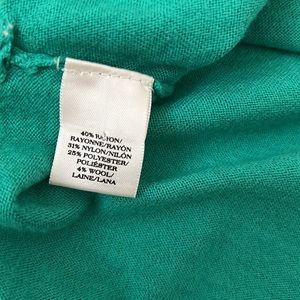 40% RAYON/
RAYONNE/RAYÓN
31% NYLON/NILÓN
25% POLYESTER/
POLIÉSTER
4% WOOL/
LAINE/LANA